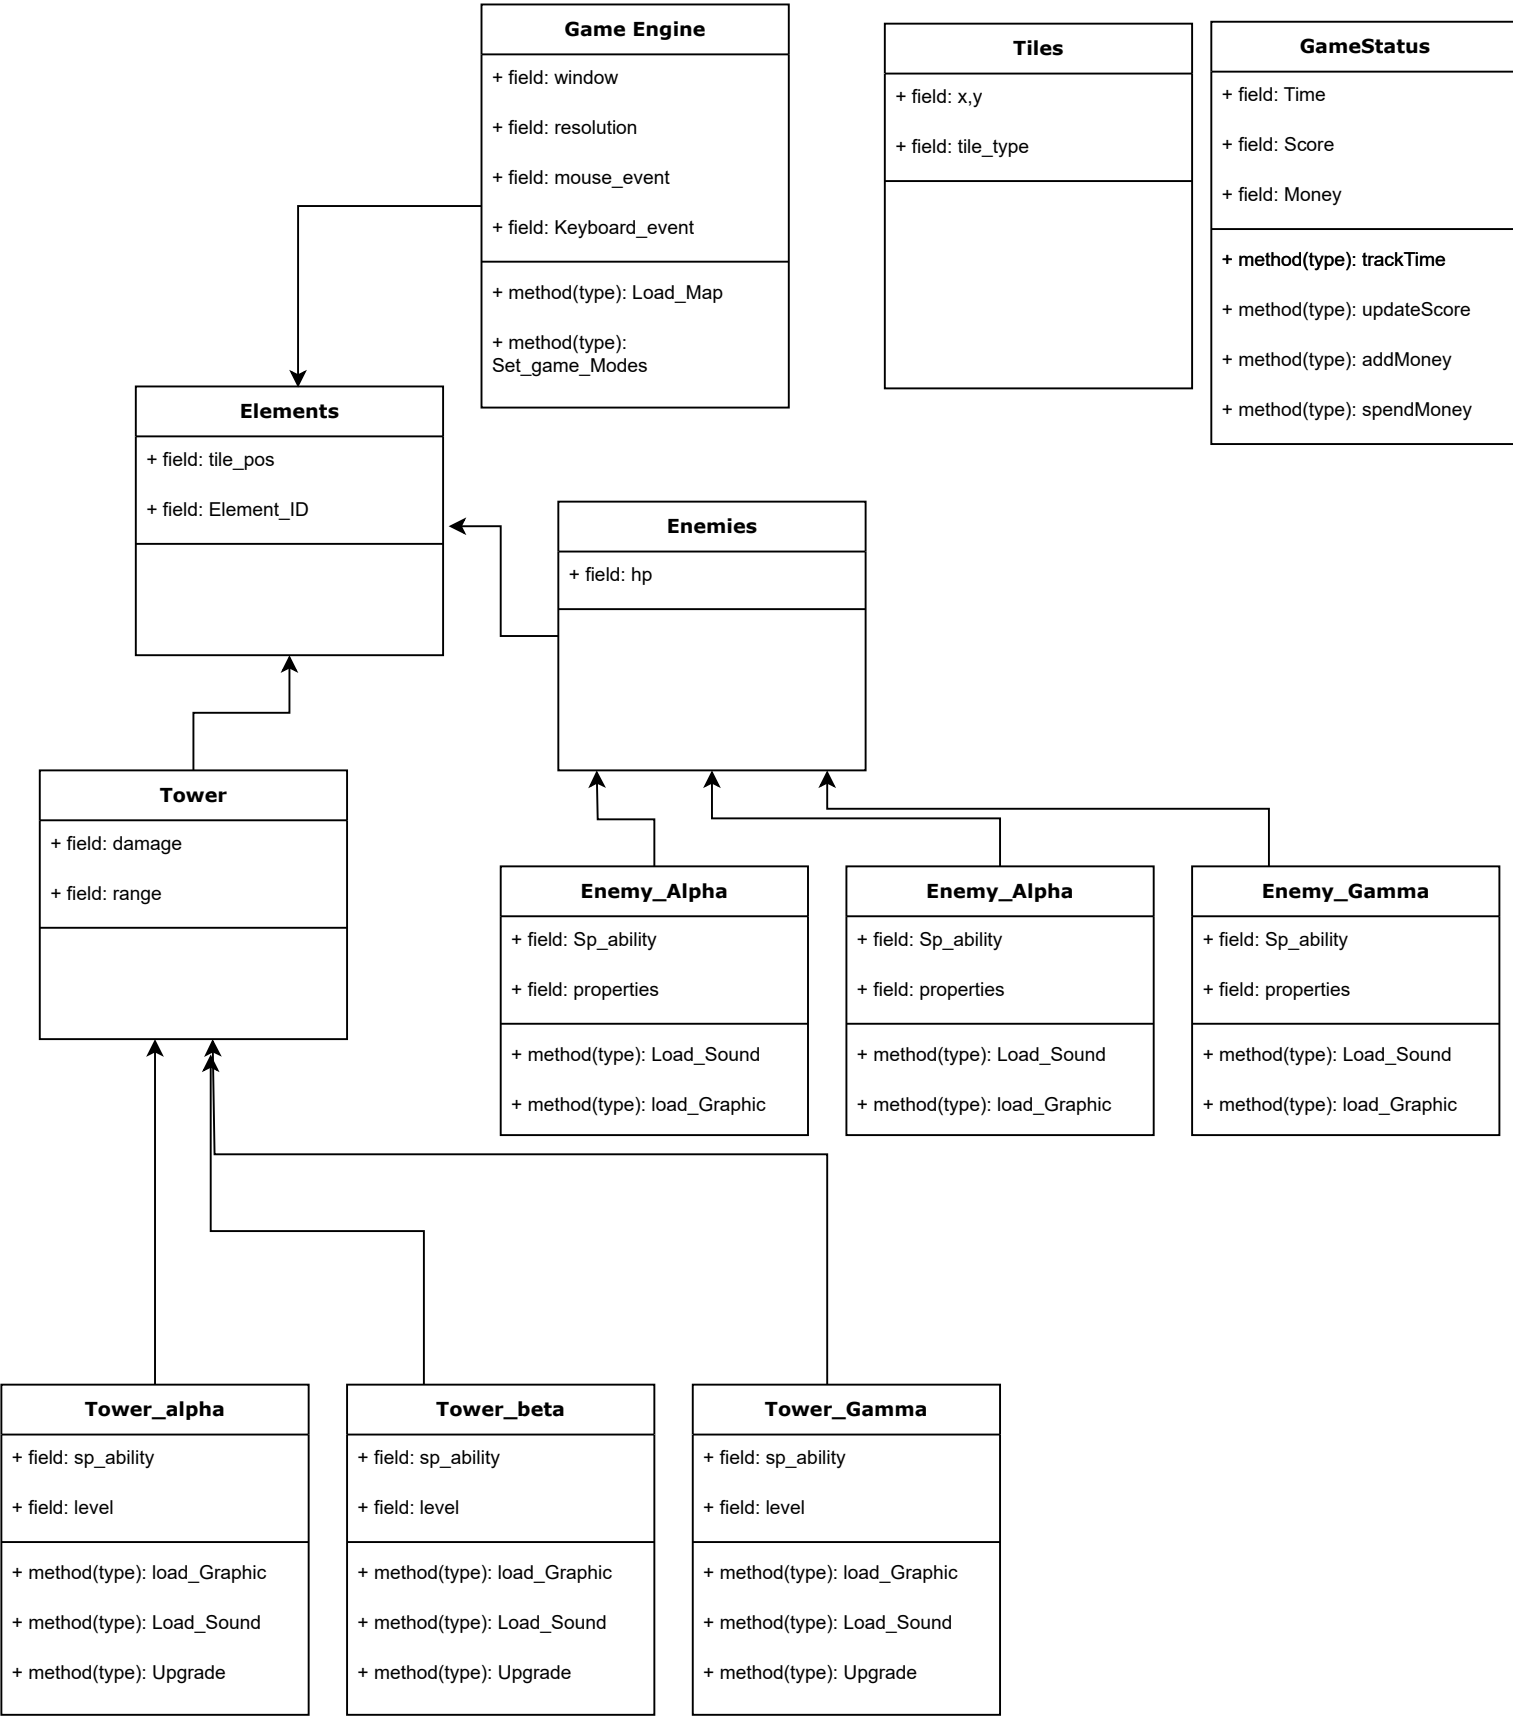 Game Engine
+ field: window
+ field: resolution
+ field: mouse_event
+ field: Keyboard_event
+ method(type): Load_Map
+ method(type):
Set_game_Modes
Tiles
+ field: x,y
+ field: tile_type
GameStatus
+ field: Time
+ field: Score
+ field: Money
+ method(type): trackTime
+ method(type): updateScore
+ method(type): addMoney
+ method(type): spendMoney
Elements
+ field: tile_pos
+ field: Element_ID
Enemies
+ field: hp
Tower
+ field: damage
+ field: range
Enemy_Alpha
+ field: Sp_ability
+ field: properties
+ method(type): Load_Sound
+ method(type): load_Graphic
Enemy_Alpha
+ field: Sp_ability
+ field: properties
+ method(type): Load_Sound
+ method(type): load_Graphic
Enemy_Gamma
+ field: Sp_ability
+ field: properties
+ method(type): Load_Sound
+ method(type): load_Graphic
Tower_alpha
+ field: sp_ability
+ field: level
+ method(type): load_Graphic
+ method(type): Load_Sound
+ method(type): Upgrade
Tower_beta
+ field: sp_ability
+ field: level
+ method(type): load_Graphic
+ method(type): Load_Sound
+ method(type): Upgrade
Tower_Gamma
+ field: sp_ability
+ field: level
+ method(type): load_Graphic
+ method(type): Load_Sound
+ method(type): Upgrade